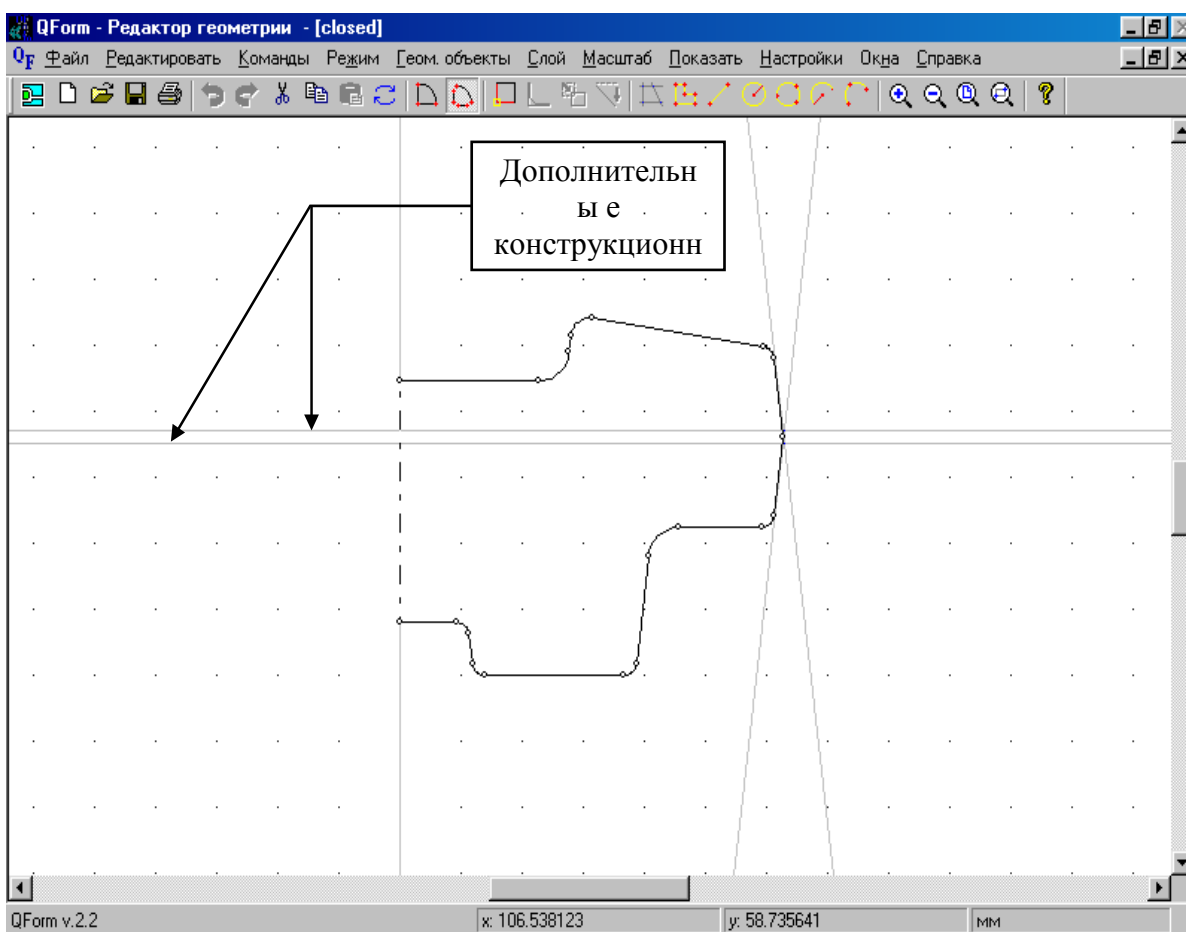 QForm - Редактор геометрии - [closed]
QF Файл Редактировать Команды Режим Геом. объекты Слой Масштаб Показать Настройки Окна Справка
Дополнительн
ы е
конструкционн
QForm v.2.2 x: 106.538123 y: 58.735641 мм